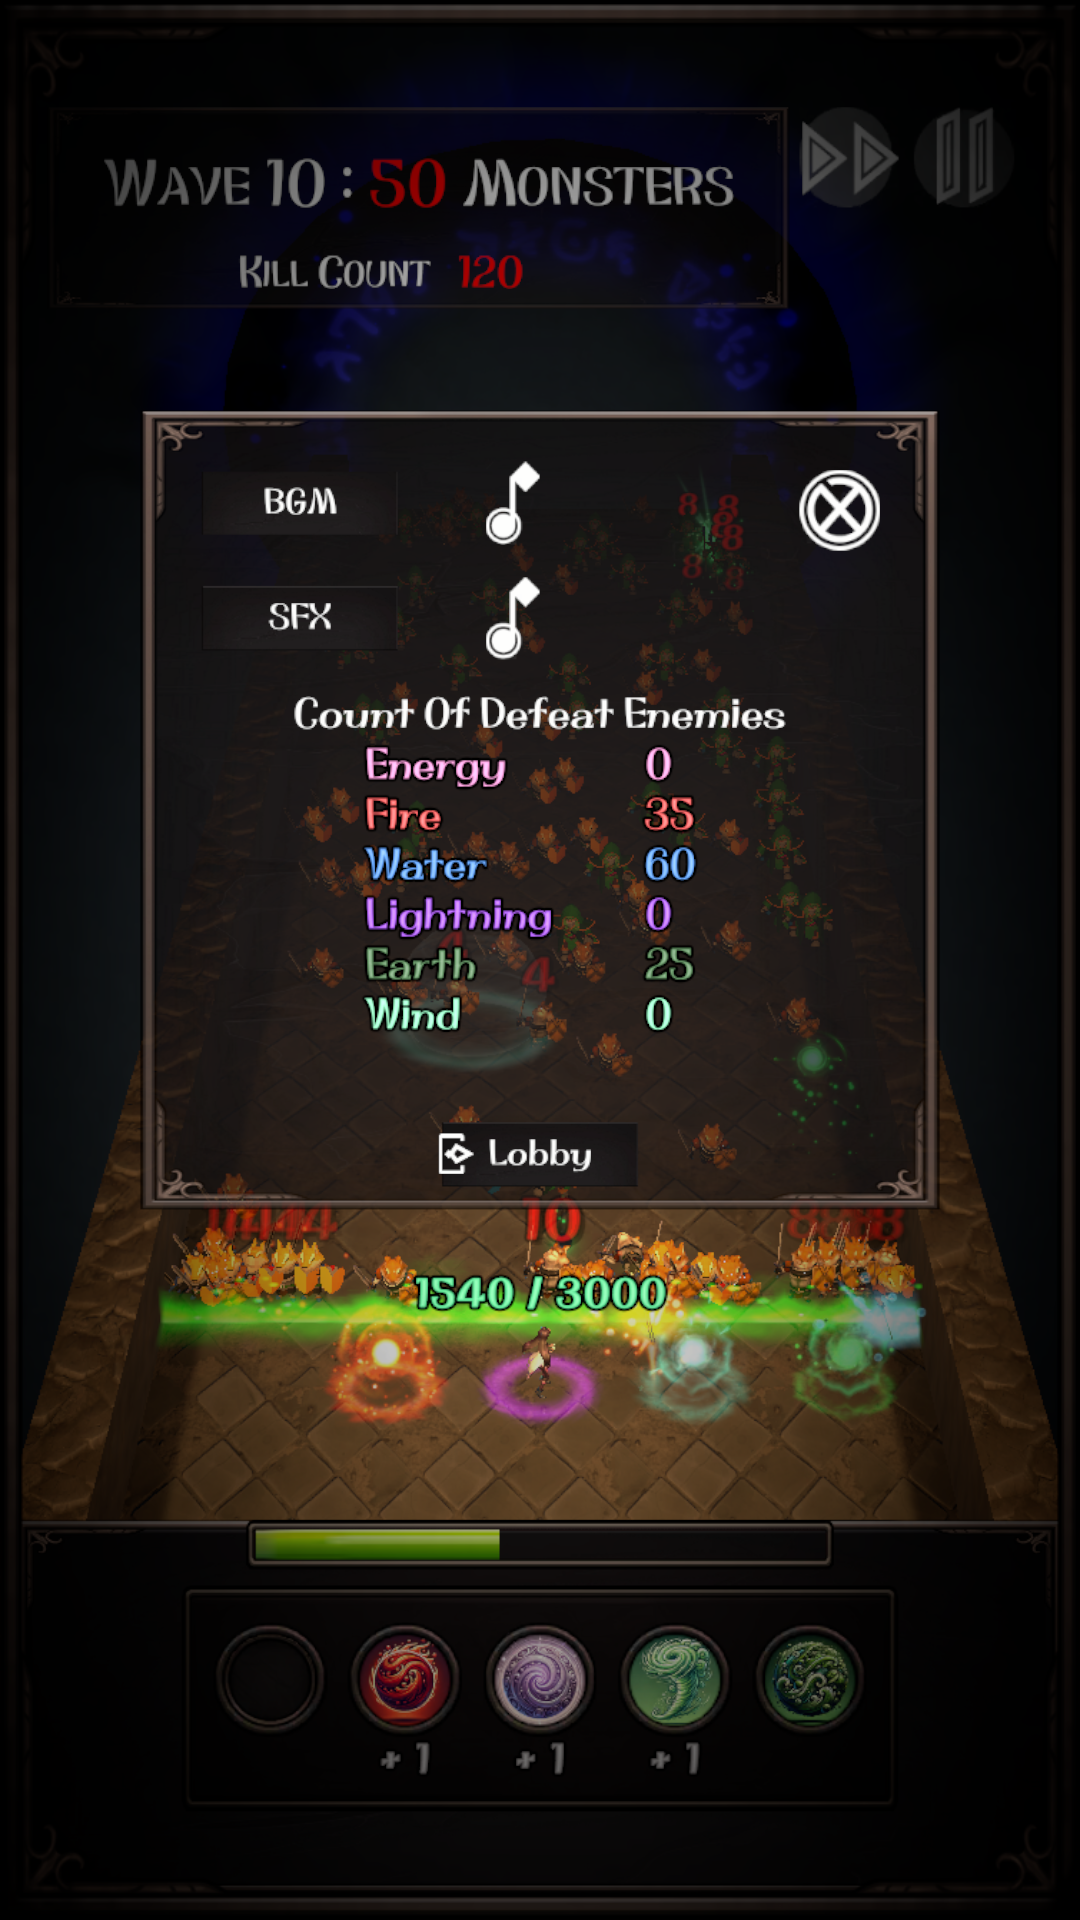 WAVE 10 : 50 MONSTERS
KILL COUNT 120
BGM
SFX
Count Of Defeat Enemies
Energy 0
Fire 35
Water 60
Lightning 0
Earth 25
Wind 0
Lobby
10
1540 / 3000
+ 1 + 1 + 1